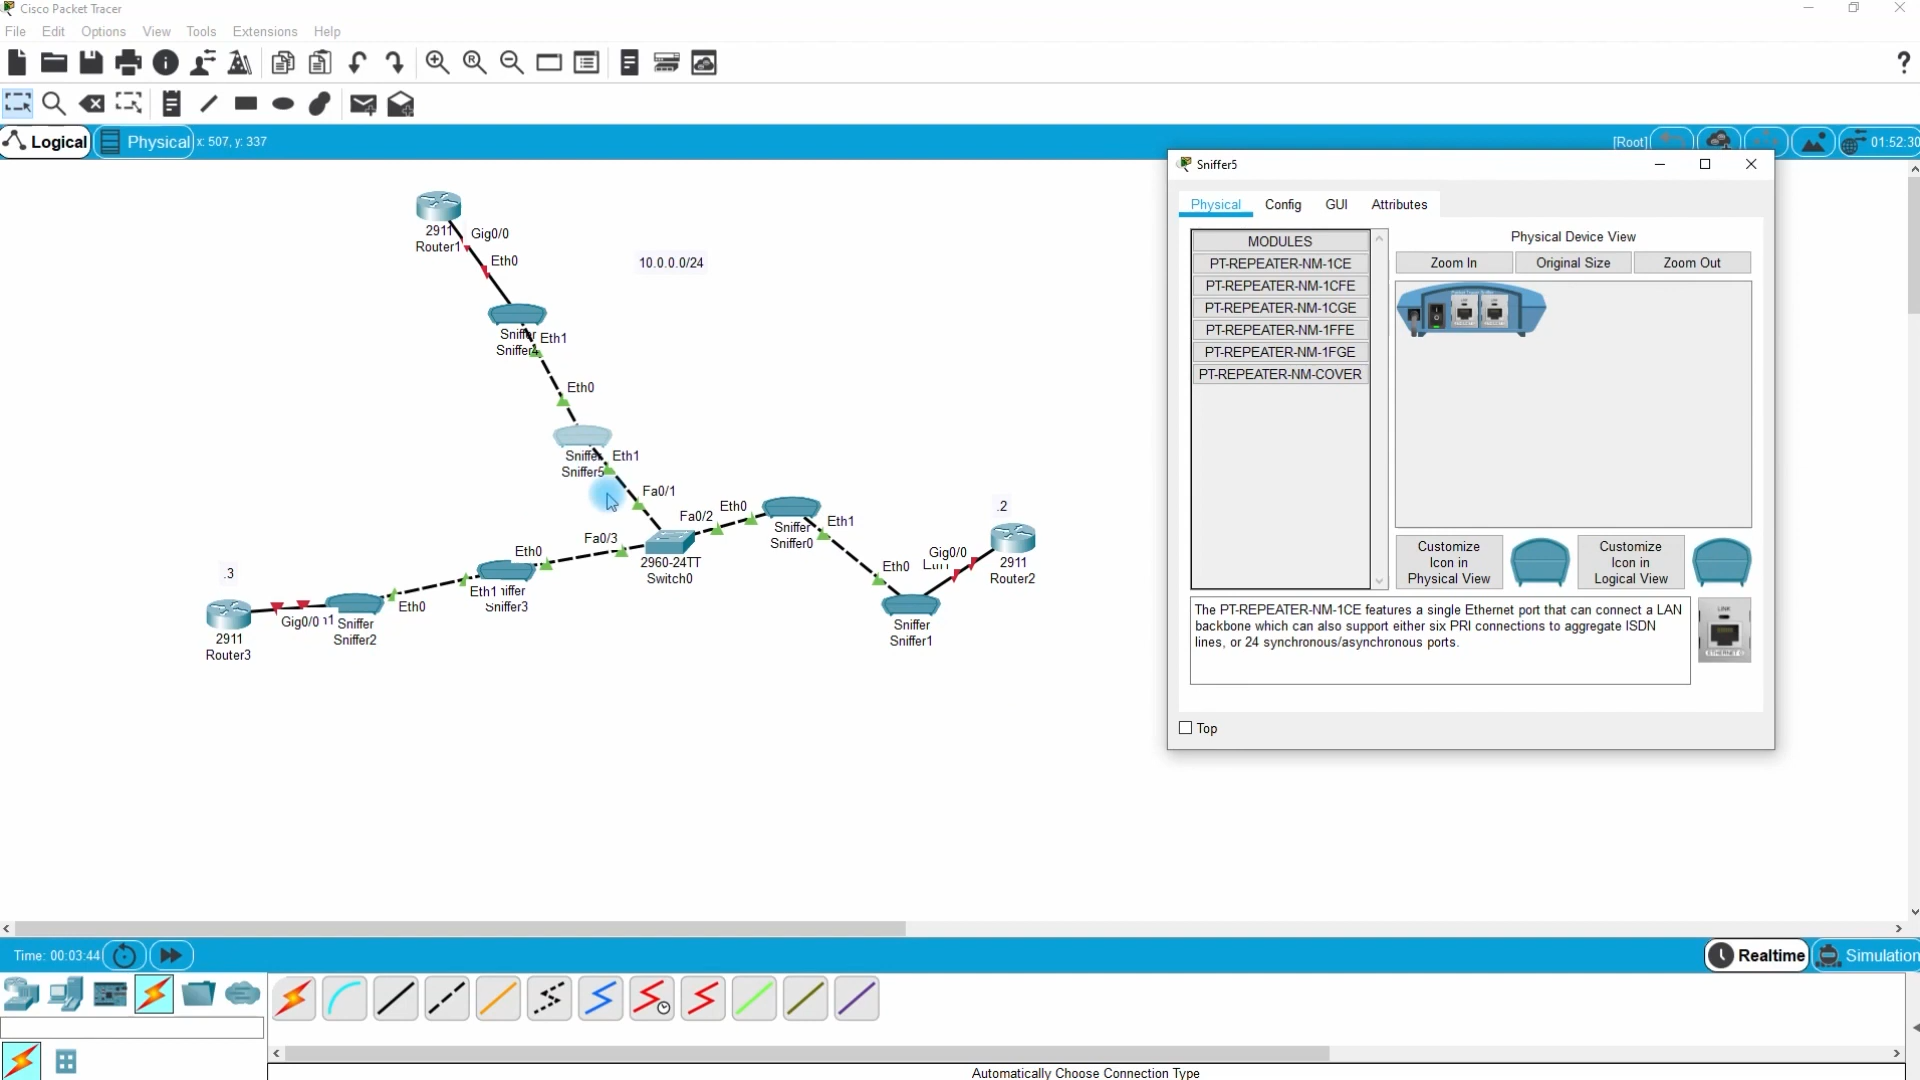 Cisco Packet Tracer
File Edit Options View Tools Extensions Help
Logical Physical x: 507, y: 337
[Root] 01:52:30
2911
Router1
Gig0/0
Eth0
10.0.0.0/24
Sniffer
Sniffer4
Eth1
Eth0
Sniffer
Sniffer5
Eth1
Fa0/1
Fa0/2
Eth0
Fa0/3
2960-24TT
Switch0
Sniffer
Sniffer0
Eth1
.2
Gig0/0
Eth0
2911
Router2
Sniffer
Sniffer1
Eth0
Eth1
Sniffer3
.3
2911
Router3
Gig0/0
Sniffer
Sniffer2
Eth0
Sniffer5
Physical Config GUI Attributes
MODULES
PT-REPEATER-NM-1CE
PT-REPEATER-NM-1CFE
PT-REPEATER-NM-1CGE
PT-REPEATER-NM-1FFE
PT-REPEATER-NM-1FGE
PT-REPEATER-NM-COVER
Physical Device View
Zoom In Original Size Zoom Out
Customize
Icon in
Physical View
Customize
Icon in
Logical View
The PT-REPEATER-NM-1CE features a single Ethernet port that can connect a LAN
backbone which can also support either six PRI connections to aggregate ISDN
lines, or 24 synchronous/asynchronous ports.
LINK
Top
Time: 00:03:44
Realtime Simulation
Automatically Choose Connection Type